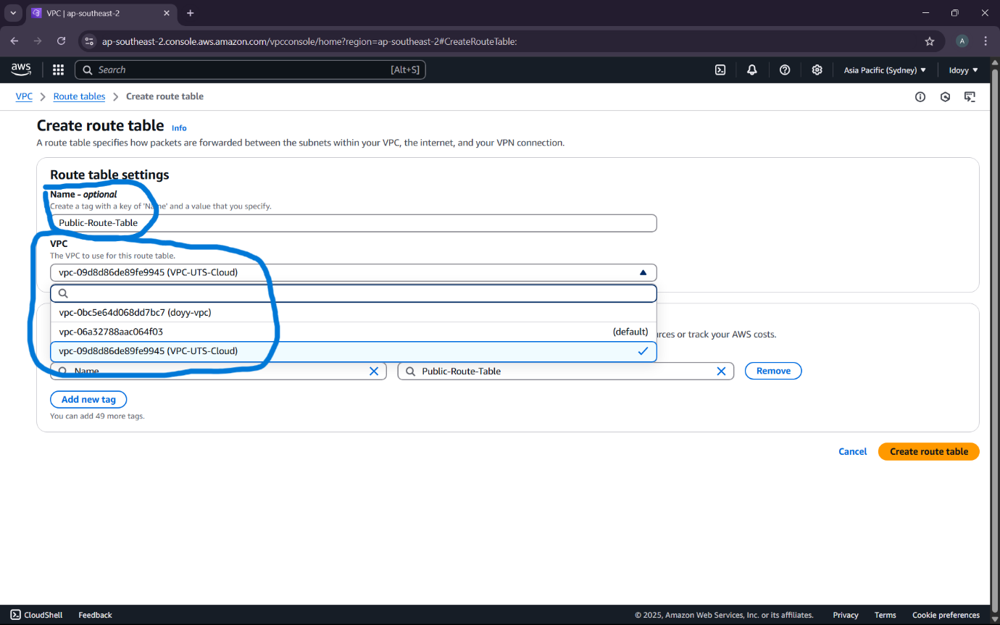 VPC | ap-southeast-2
ap-southeast-2.console.aws.amazon.com/vpcconsole/home?region=ap-southeast-2#CreateRouteTable:
A
aws
Search
[Alt+S]
Asia Pacific (Sydney)
Idoyy
VPC
Route tables
Create route table
Create route table
Info
A route table specifies how packets are forwarded between the subnets within your VPC, the internet, and your VPN connection.
Route table settings
Name - optional
Create a tag with a key of 'Name' and a value that you specify.
Public-Route-Table
VPC
The VPC to use for this route table.
vpc-09d8d86de89fe9945 (VPC-UTS-Cloud)
vpc-0bc5e64d068dd7bc7 (doyy-vpc)
vpc-06a32788aac064f03 (default)
urces or track your AWS costs.
vpc-09d8d86de89fe9945 (VPC-UTS-Cloud)
Name
Public-Route-Table
Remove
Add new tag
You can add 49 more tags.
Cancel
Create route table
CloudShell
Feedback
© 2025, Amazon Web Services, Inc. or its affiliates.
Privacy
Terms
Cookie preferences